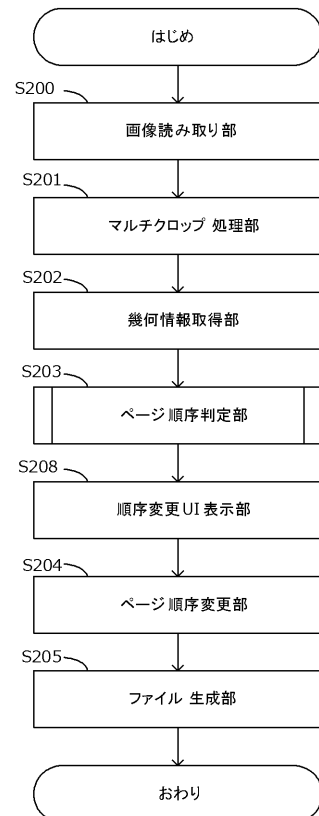 はじめ
S200
画像読み取り部
S201
マルチクロップ 処理部
S202
幾何情報取得部
S203
ページ 順序判定部
S208
順序変更 UI 表示部
S204
ページ 順序変更部
S205
ファイル 生成部
おわり